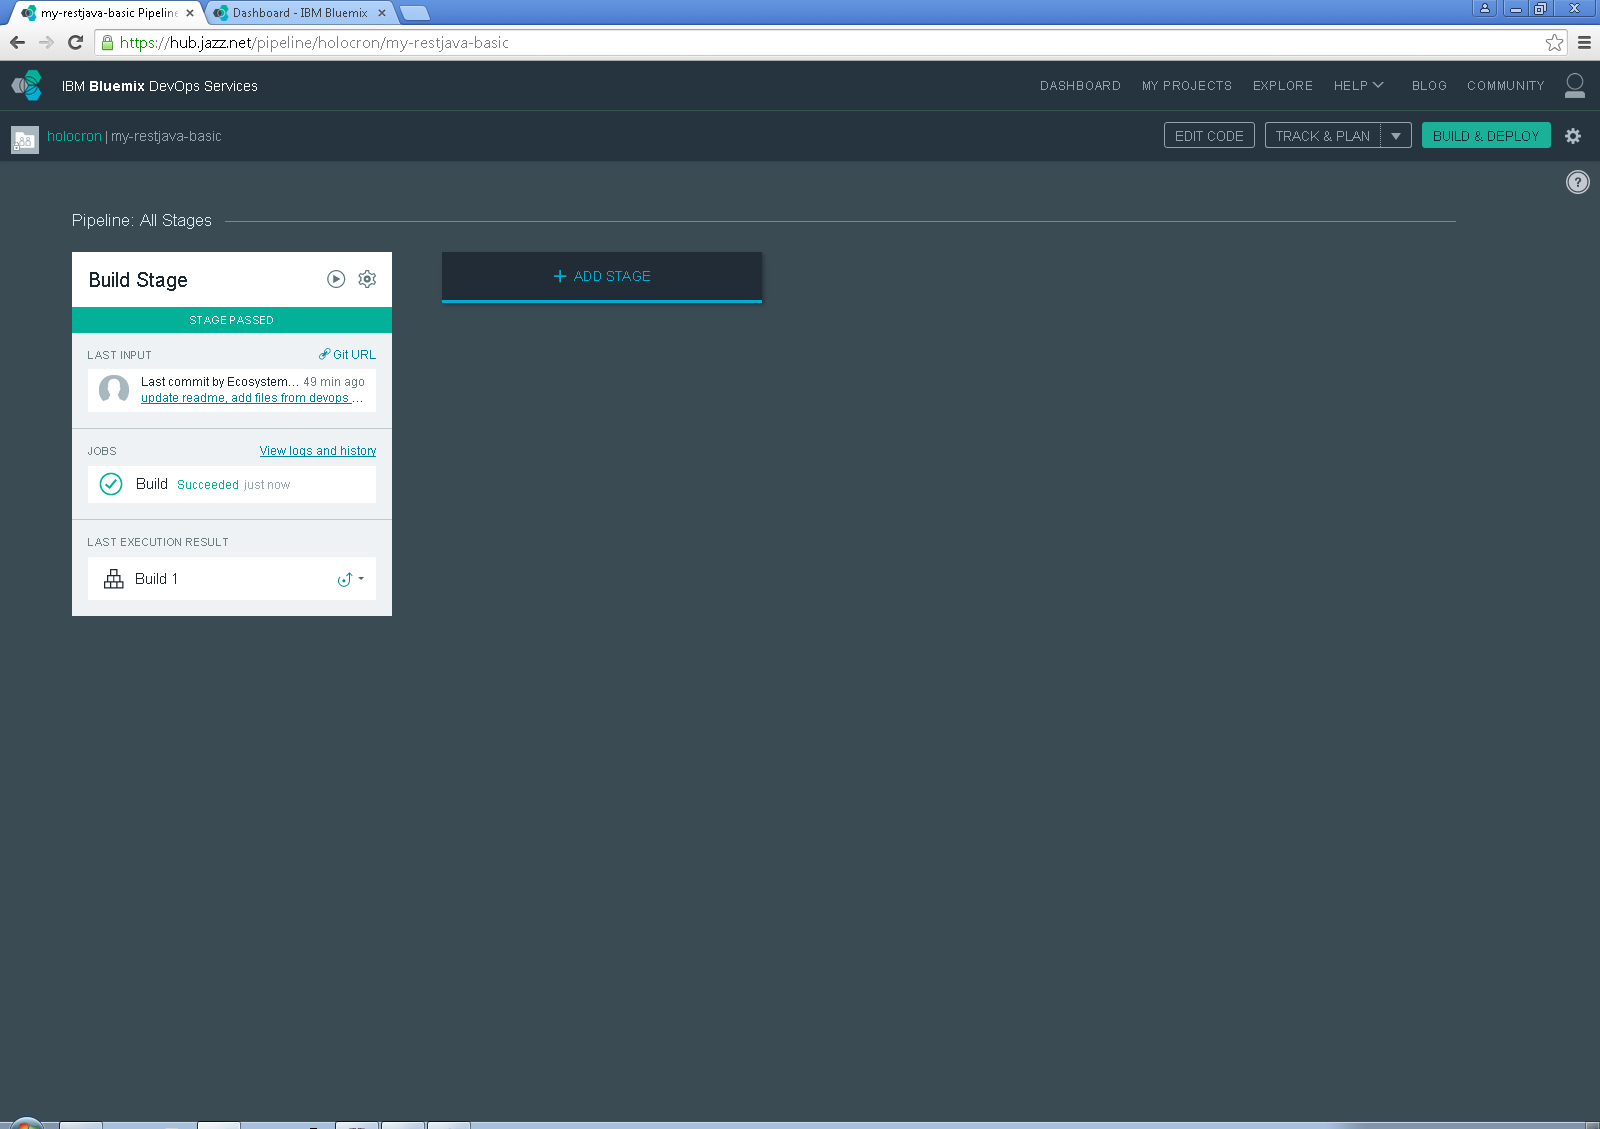 my-restjava-basic Pipeline
Dashboard - IBM Bluemix
https://hub.jazz.net/pipeline/holocron/my-restjava-basic
IBM Bluemix DevOps Services
DASHBOARD
MY PROJECTS
EXPLORE
HELP
BLOG
COMMUNITY
holocron | my-restjava-basic
EDIT CODE
TRACK & PLAN
BUILD & DEPLOY
?
Pipeline: All Stages
Build Stage
+ ADD STAGE
STAGE PASSED
LAST INPUT
Git URL
Last commit by Ecosystem... 49 min ago
update readme, add files from devops ...
JOBS
View logs and history
Build Succeeded just now
LAST EXECUTION RESULT
Build 1